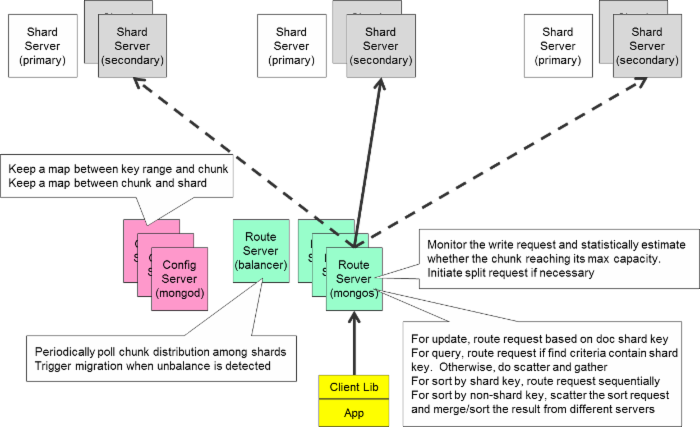 Shard
Server
(primary)
Shard
Server
(secondary)
Shard
Server
(primary)
Shard
Server
(secondary)
Shard
Server
(primary)
Shard
Server
(secondary)
Keep a map between key range and chunk
Keep a map between chunk and shard
Config
Server
(mongod)
Route
Server
(balancer)
Route
Server
(mongos)
Monitor the write request and statistically estimate
whether the chunk reaching its max capacity.
Initiate split request if necessary
Periodically poll chunk distribution among shards
Trigger migration when unbalance is detected
For update, route request based on doc shard key
For query, route request if find criteria contain shard
key. Otherwise, do scatter and gather
For sort by shard key, route request sequentially
For sort by non-shard key, scatter the sort request
and merge/sort the result from different servers
Client Lib
App